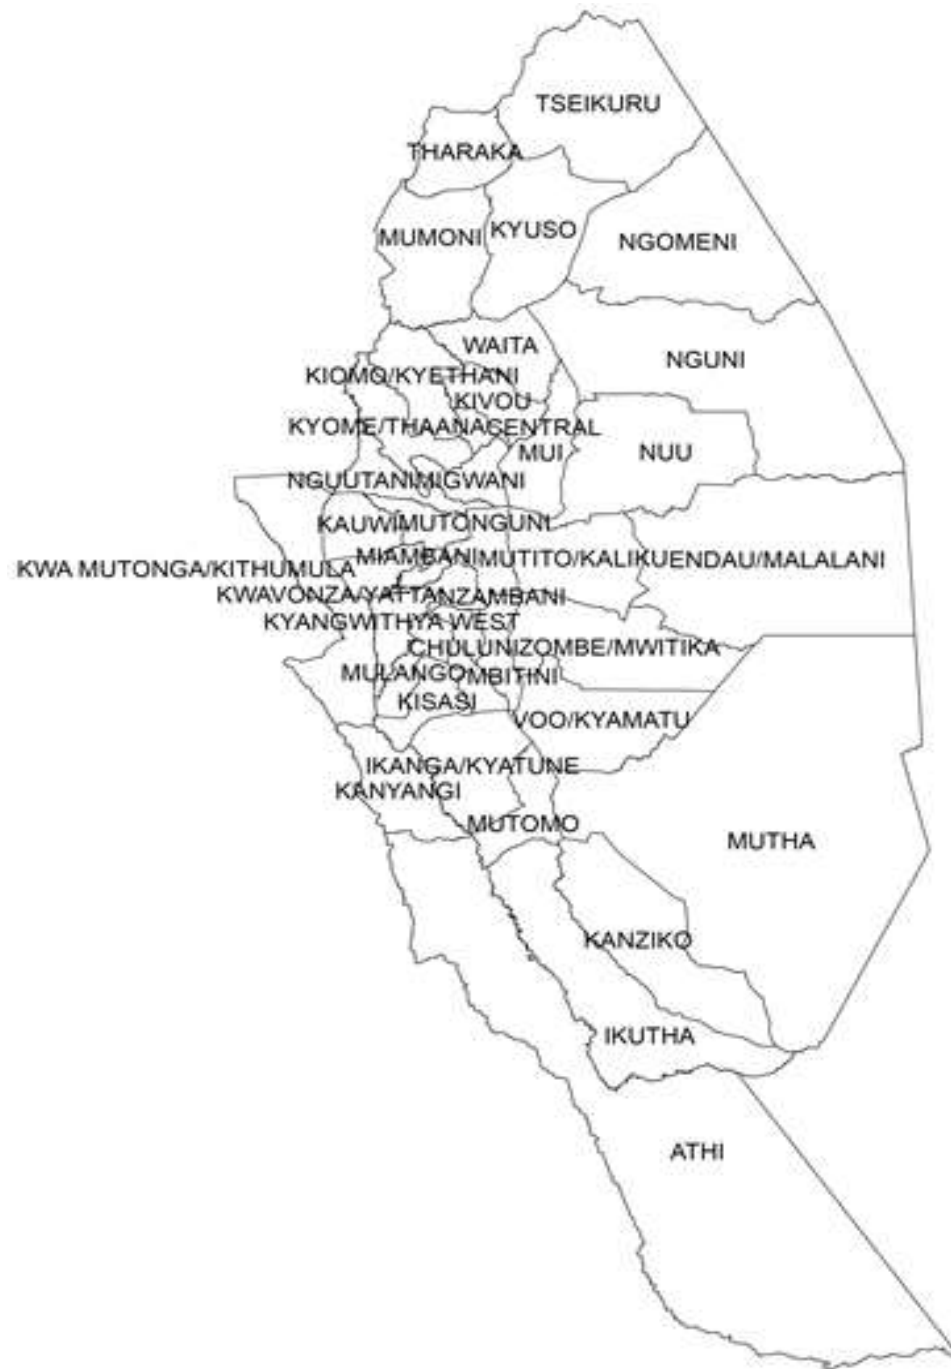 TSEIKURU
THARAKA
MUMONI
KYUSO
NGOMENI
WAITA
NGUNI
KIOMO/KYETHANI
KIVOU
KYOME/THAANA
CENTRAL
MUI
NUU
NGUUTANI
MIGWANI
KAUWI
MUTONGUNI
KWA MUTONGA/KITHUMULA
MIAMBANI
MUTITO/KALIKU
ENDAU/MALALANI
KWAVONZA/YATTA
NZAMBANI
KYANGWITHYA WEST
CHULUNI
ZOMBE/MWITIKA
MULANGO
MBITINI
KISASI
VOO/KYAMATU
IKANGA/KYATUNE
KANYANGI
MUTOMO
MUTHA
KANZIKO
IKUTHA
ATHI